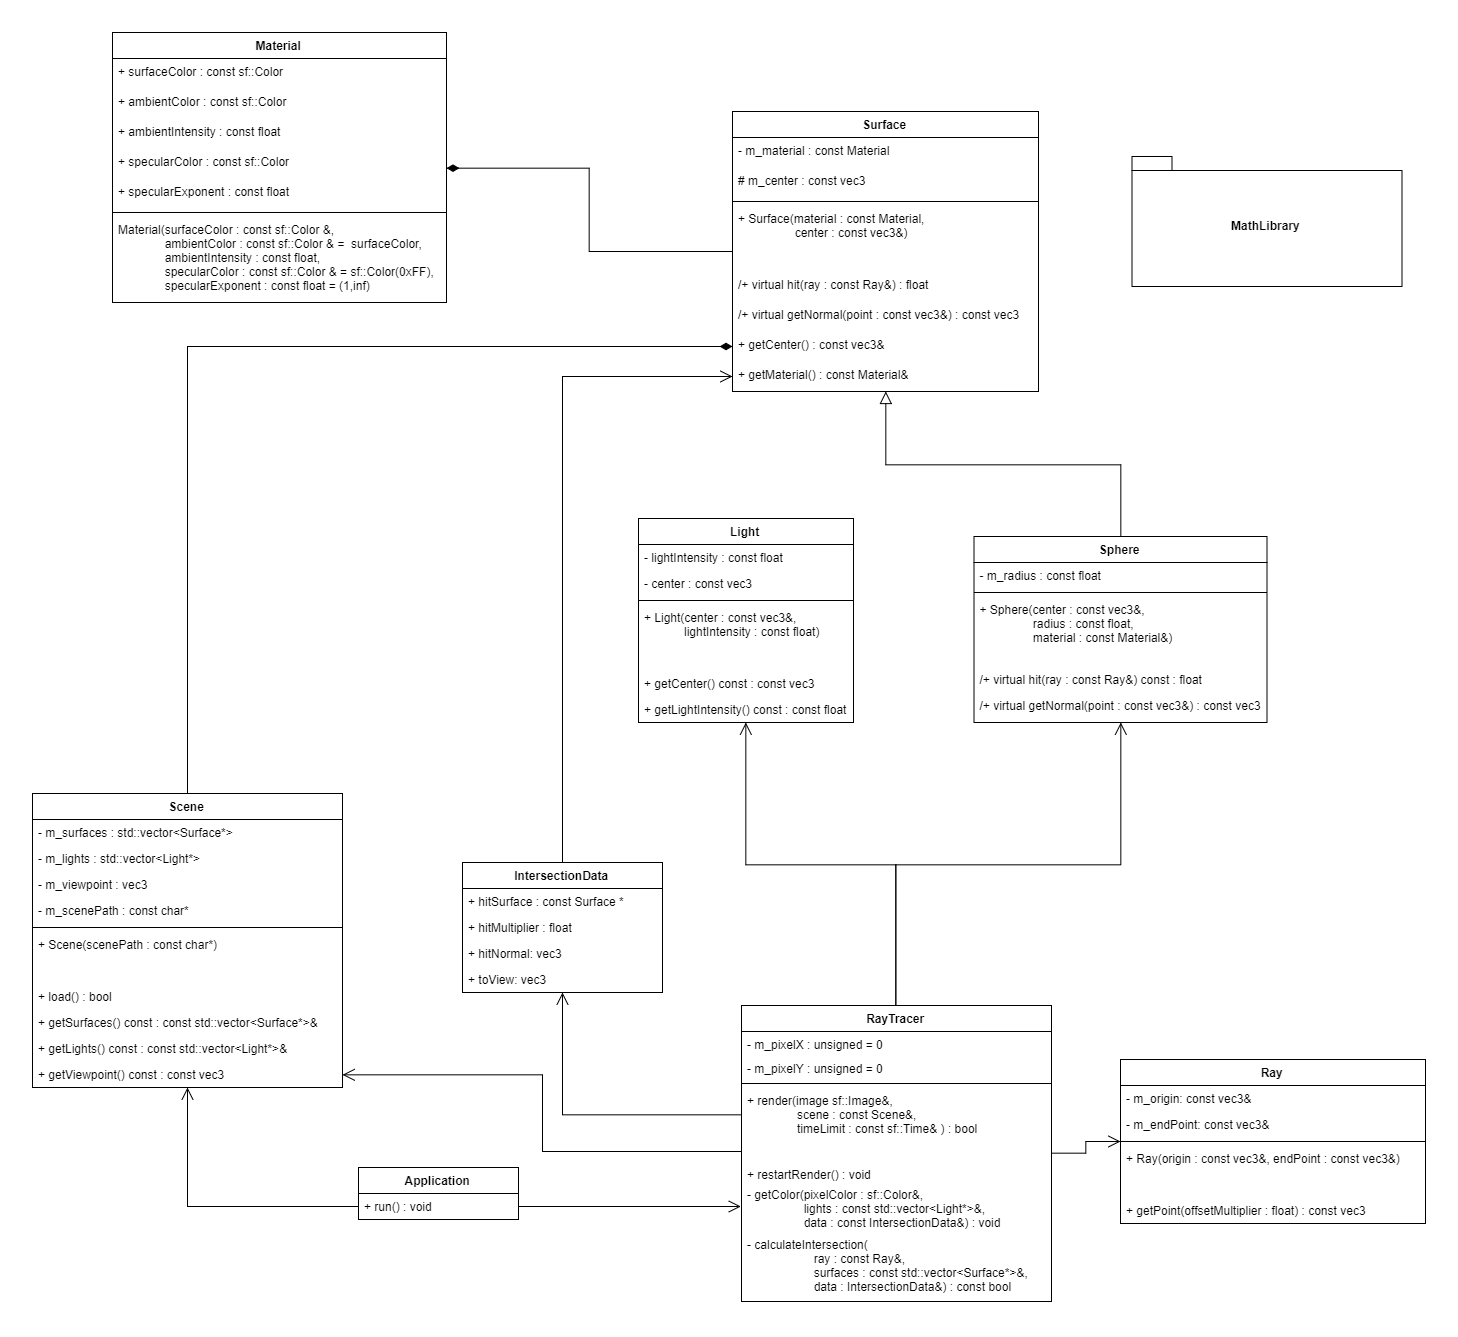 Material
+ surfaceColor : const sf::Color
+ ambientColor : const sf::Color
+ ambientIntensity : const float
+ specularColor : const sf::Color
+ specularExponent : const float
Material(surfaceColor : const sf::Color &,
ambientColor : const sf::Color & =  surfaceColor,
ambientIntensity : const float,
specularColor : const sf::Color & = sf::Color(0xFF),
specularExponent : const float = (1,inf)
Surface
- m_material : const Material
# m_center : const vec3
+ Surface(material : const Material,
center : const vec3&)
/+ virtual hit(ray : const Ray&) : float
/+ virtual getNormal(point : const vec3&) : const vec3
+ getCenter() : const vec3&
+ getMaterial() : const Material&
MathLibrary
Light
- lightIntensity : const float
- center : const vec3
+ Light(center : const vec3&,
lightIntensity : const float)
+ getCenter() const : const vec3
+ getLightIntensity() const : const float
Sphere
- m_radius : const float
+ Sphere(center : const vec3&,
radius : const float,
material : const Material&)
/+ virtual hit(ray : const Ray&) const : float
/+ virtual getNormal(point : const vec3&) : const vec3
Scene
- m_surfaces : std::vector<Surface*>
- m_lights : std::vector<Light*>
- m_viewpoint : vec3
- m_scenePath : const char*
+ Scene(scenePath : const char*)
+ load() : bool
+ getSurfaces() const : const std::vector<Surface*>&
+ getLights() const : const std::vector<Light*>&
+ getViewpoint() const : const vec3
IntersectionData
+ hitSurface : const Surface *
+ hitMultiplier : float
+ hitNormal: vec3
+ toView: vec3
RayTracer
- m_pixelX : unsigned = 0
- m_pixelY : unsigned = 0
+ render(image sf::Image&,
scene : const Scene&,
timeLimit : const sf::Time& ) : bool
+ restartRender() : void
- getColor(pixelColor : sf::Color&,
lights : const std::vector<Light*>&,
data : const IntersectionData&) : void
- calculateIntersection(
ray : const Ray&,
surfaces : const std::vector<Surface*>&,
data : IntersectionData&) : const bool
Ray
- m_origin: const vec3&
- m_endPoint: const vec3&
+ Ray(origin : const vec3&, endPoint : const vec3&)
+ getPoint(offsetMultiplier : float) : const vec3
Application
+ run() : void